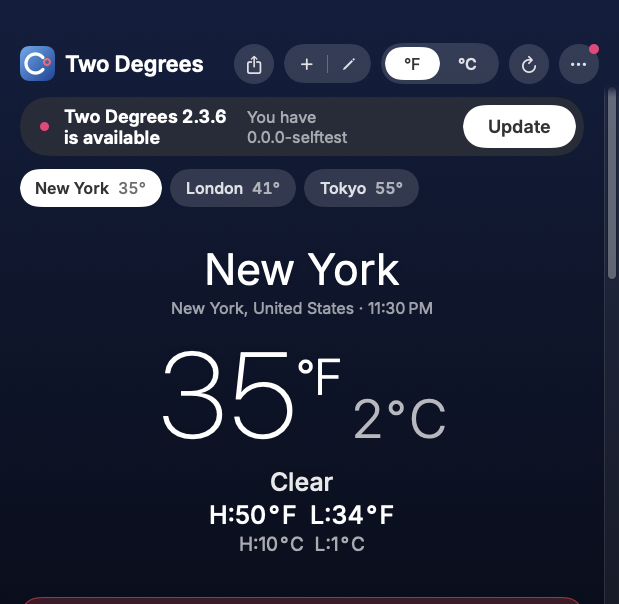 Two Degrees
°F °C
Two Degrees 2.3.6
is available
You have
0.0.0-selftest
Update
New York 35°
London 41°
Tokyo 55°
New York
New York, United States · 11:30 PM
35°F 2°C
Clear
H:50°F L:34°F
H:10°C L:1°C